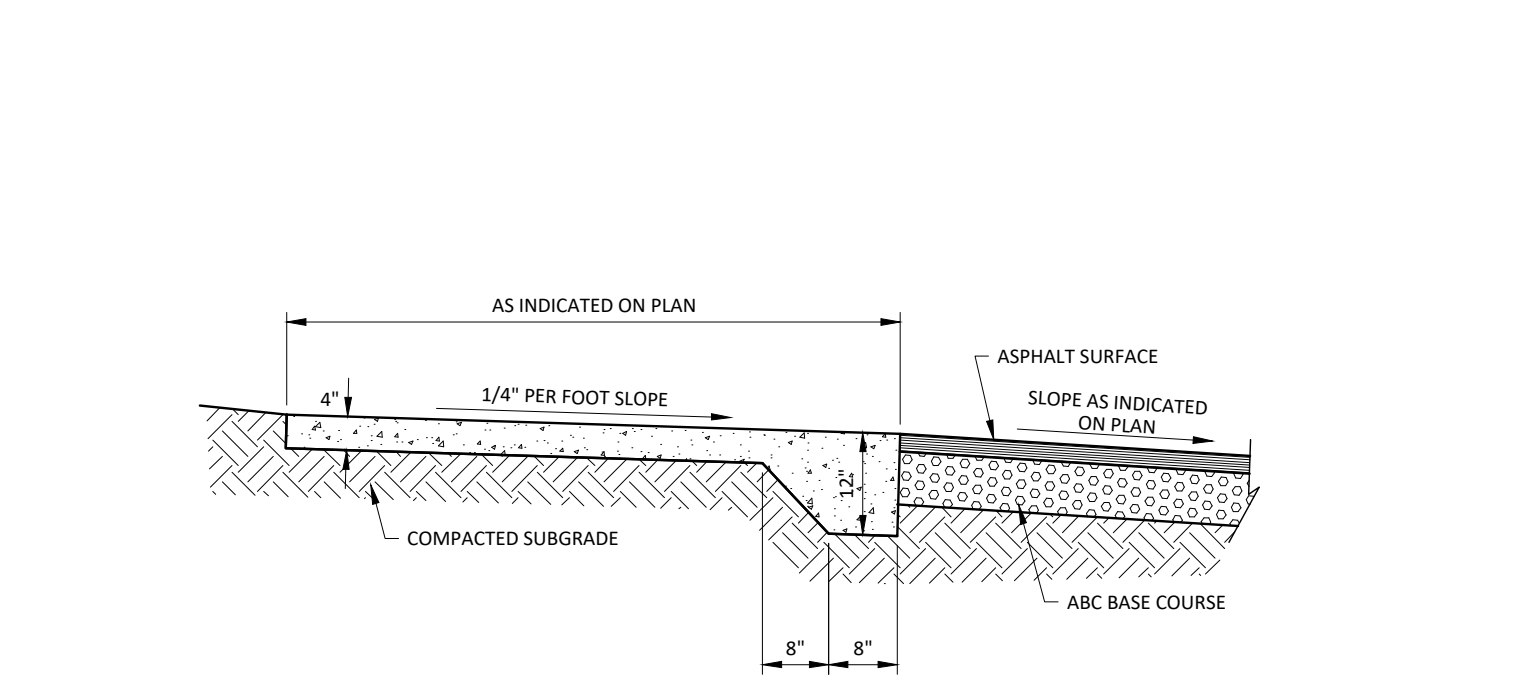 AS INDICATED ON PLAN
ASPHALT SURFACE
4"
1/4" PER FOOT SLOPE
SLOPE AS INDICATED
ON PLAN
12"
COMPACTED SUBGRADE
ABC BASE COURSE
8"
8"